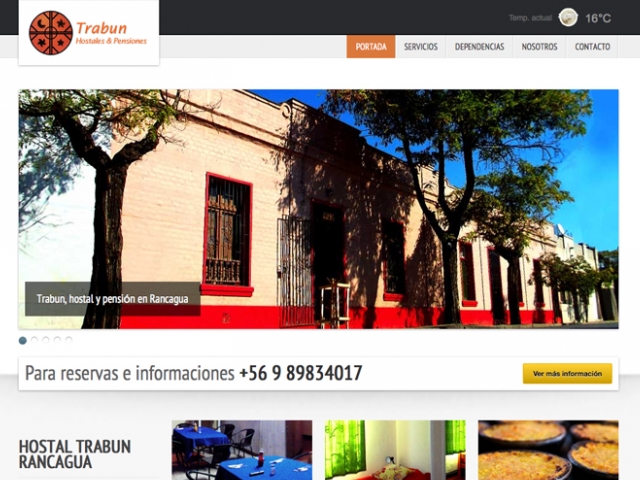 Trabun
Hostales & Pensiones
Temp. actual 16°C
PORTADA SERVICIOS DEPENDENCIAS NOSOTROS CONTACTO
Trabun, hostal y pensión en Rancagua
Para reservas e informaciones +56 9 89834017
Ver más información
HOSTAL TRABUN
RANCAGUA